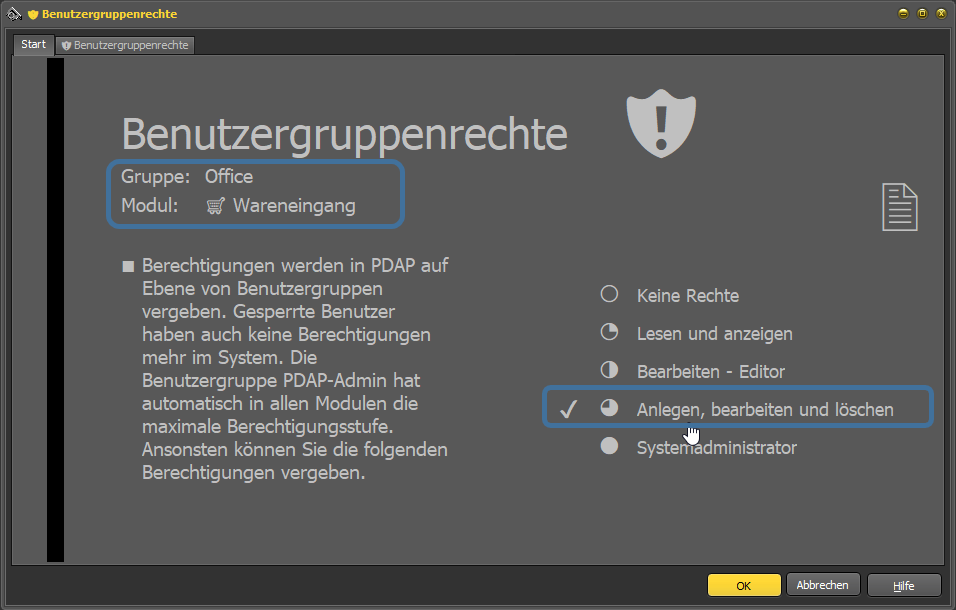 Benutzergruppenrechte
Start
Benutzergruppenrechte
Benutzergruppenrechte
Gruppe: Office
Modul: Wareneingang
Berechtigungen werden in PDAP auf
Ebene von Benutzergruppen
vergeben. Gesperrte Benutzer
haben auch keine Berechtigungen
mehr im System. Die
Benutzergruppe PDAP-Admin hat
automatisch in allen Modulen die
maximale Berechtigungsstufe.
Ansonsten können Sie die folgenden
Berechtigungen vergeben.
Keine Rechte
Lesen und anzeigen
Bearbeiten - Editor
Anlegen, bearbeiten und löschen
Systemadministrator
OK
Abbrechen
Hilfe